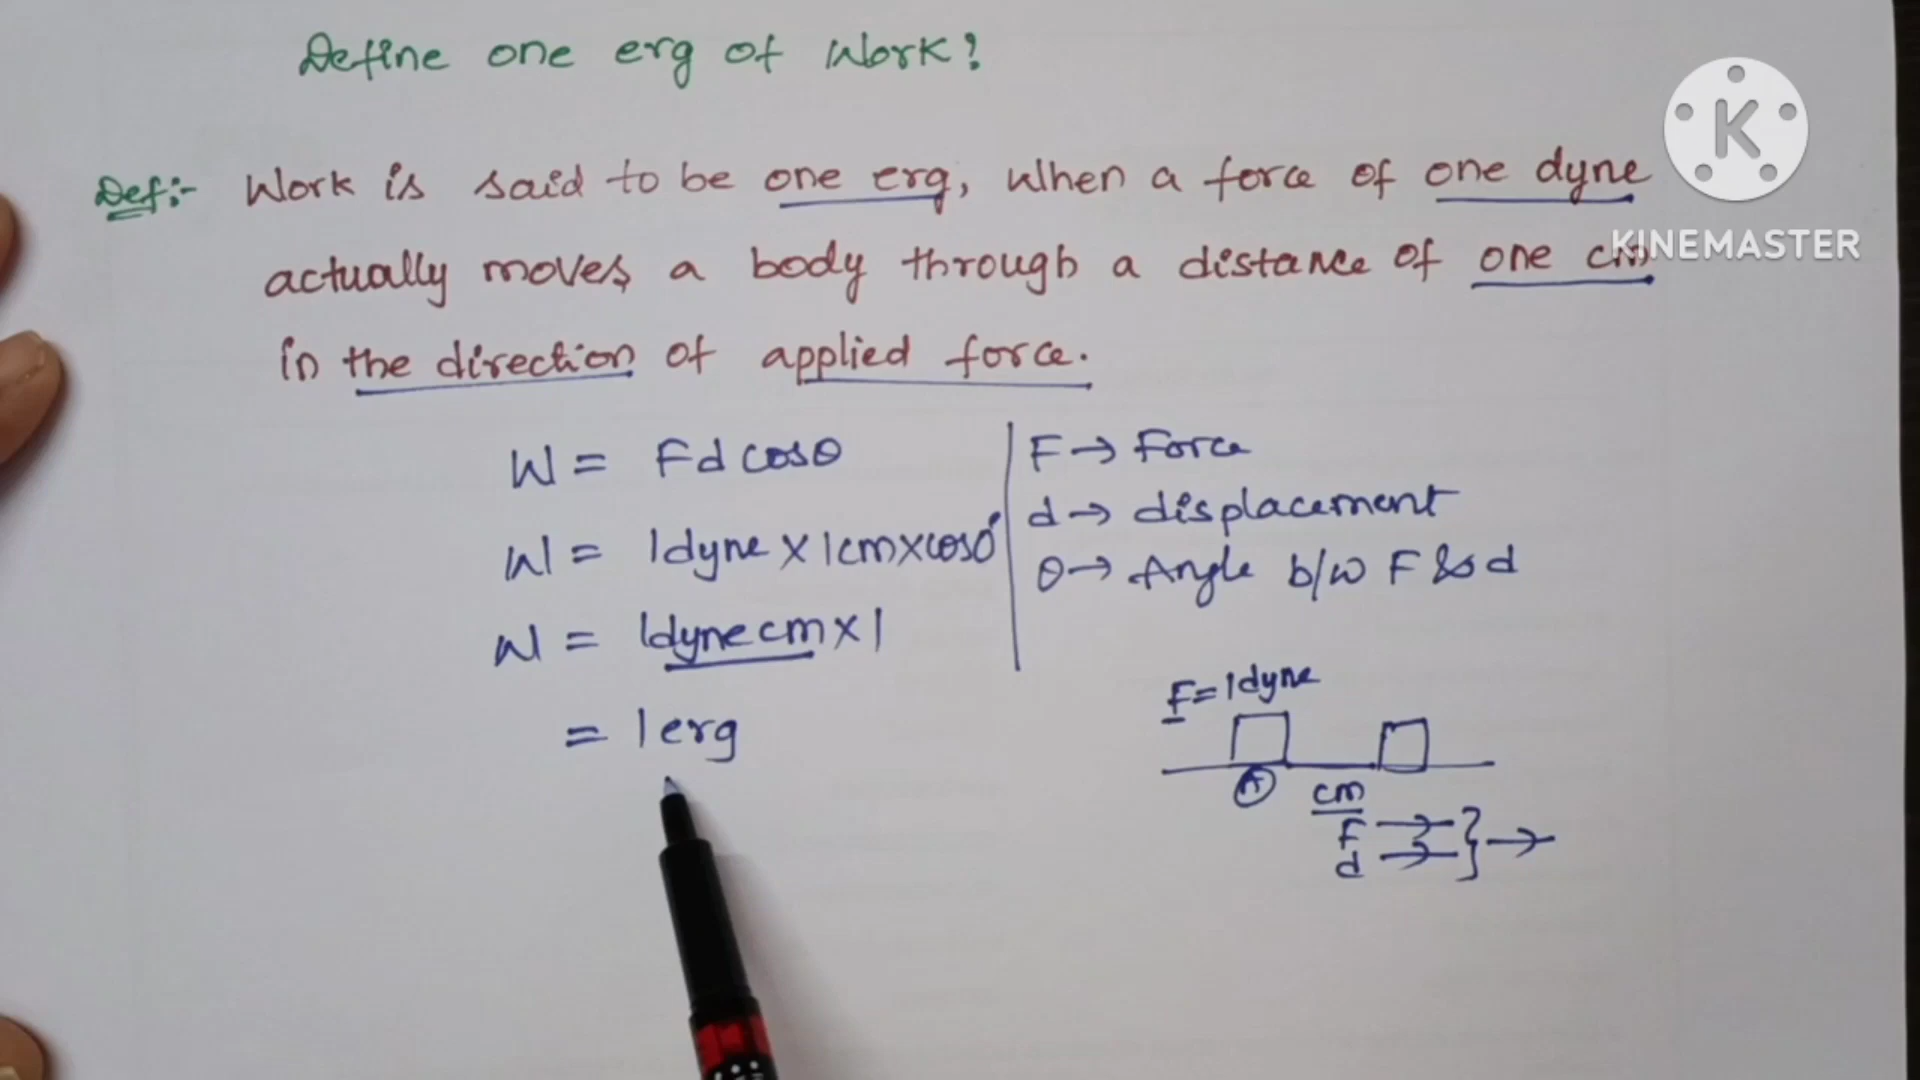 Define one erg of Work?
Def:- Work is said to be one erg, when a force of one dyne
actually moves a body through a distance of one cm
in the direction of applied force.
W = Fd cosθ
W = 1dyne x 1cm x cos0°
W = 1dyne cm x 1
= 1erg
F → Force
d → displacement
θ → Angle b/w F & d
F = 1dyne
A
cm
F
d
K
KINEMASTER